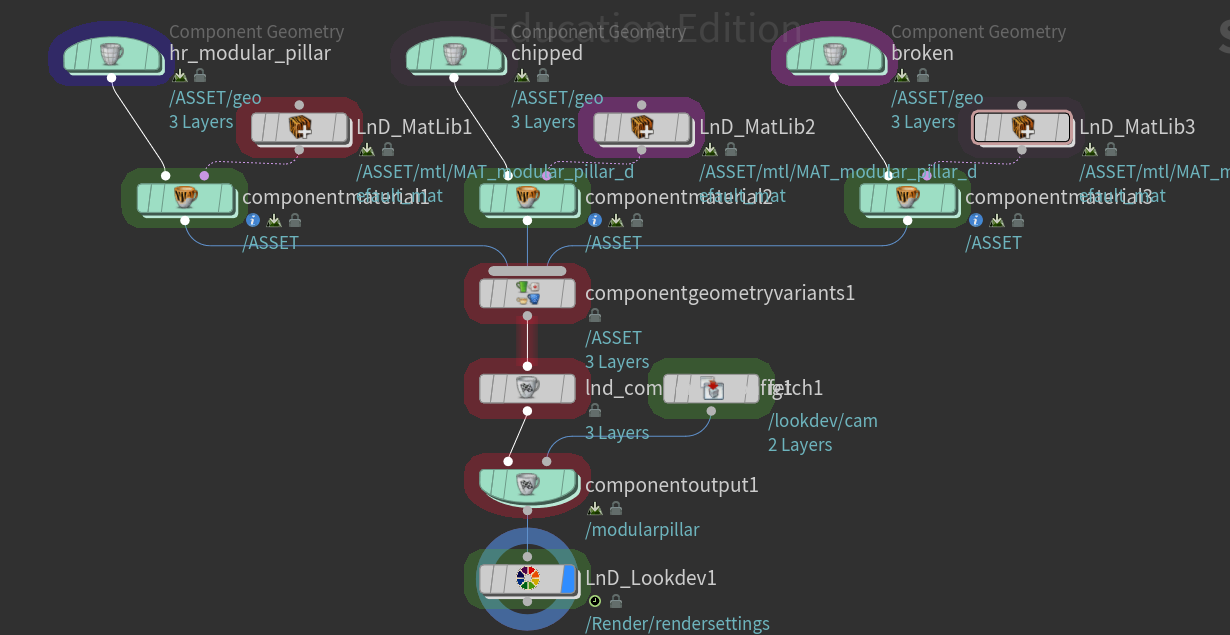 Education Edition
Component Geometry
hr_modular_pillar
/ASSET/geo
3 Layers
Component Geometry
chipped
/ASSET/geo
3 Layers
Component Geometry
broken
/ASSET/geo
3 Layers
LnD_MatLib1
/ASSET/mtl/MAT_modular_pillar_d
efault_mat
LnD_MatLib2
/ASSET/mtl/MAT_modular_pillar_d
efault_mat
LnD_MatLib3
/ASSET/mtl/MAT_m
efault_mat
componentmaterial1
/ASSET
componentmaterial2
/ASSET
componentmaterial3
/ASSET
componentgeometryvariants1
/ASSET
3 Layers
lnd_com
3 Layers
fetch1
/lookdev/cam
2 Layers
componentoutput1
/modularpillar
LnD_Lookdev1
/Render/rendersettings